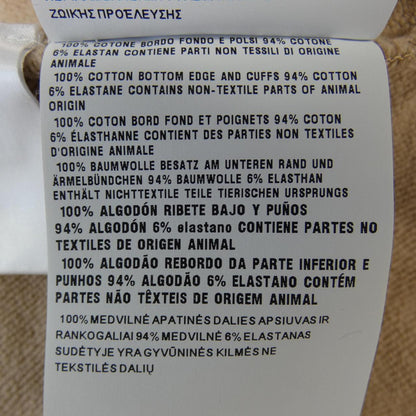 ΖΩΙΚΗΣ ΠΡΟΕΛΕΥΣΗΣ
100% COTONE BORDO FONDO E POLSI 94% COTONE
6% ELASTAN CONTIENE PARTI NON TESSILI DI ORIGINE
ANIMALE
100% COTTON BOTTOM EDGE AND CUFFS 94% COTTON
6% ELASTANE CONTAINS NON-TEXTILE PARTS OF ANIMAL
ORIGIN
100% COTON BORD FOND ET POIGNETS 94% COTON
6% ÉLASTHANNE CONTIENT DES PARTIES NON TEXTILES
D'ORIGINE ANIMALE
100% BAUMWOLLE BESATZ AM UNTEREN RAND UND
ÄRMELBÜNDCHEN 94% BAUMWOLLE 6% ELASTHAN
ENTHÄLT NICHTTEXTILE TEILE TIERISCHEN URSPRUNGS
100% ALGODÓN RIBETE BAJO Y PUÑOS
94% ALGODÓN 6% elastano CONTIENE PARTES NO
TEXTILES DE ORIGEN ANIMAL
100% ALGODÃO REBORDO DA PARTE INFERIOR E
PUNHOS 94% ALGODÃO 6% ELASTANO CONTÉM
PARTES NÃO TÊXTEIS DE ORIGEM ANIMAL
100% MEDVILNĖ APATINĖS DALIES APSIUVAS IR
RANKOGALIAI 94% MEDVILNĖ 6% ELASTANAS
SUDĖTYJE YRA GYVŪNINĖS KILMĖS NE
TEKSTILĖS DALIŲ